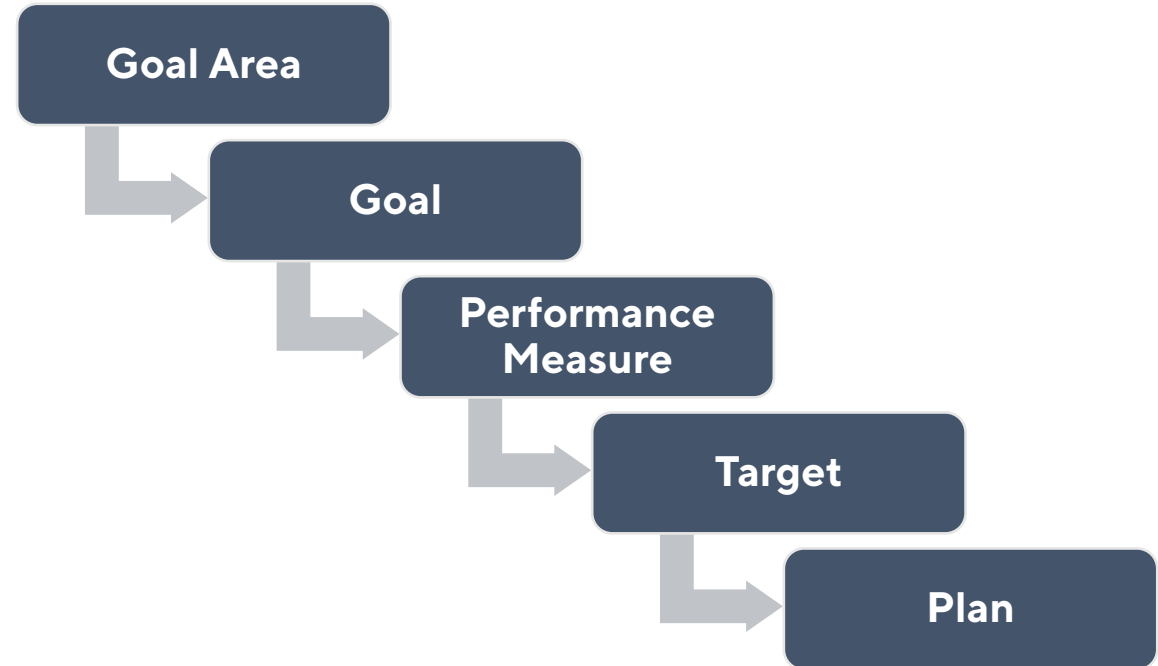 Goal Area
Goal
Performance
Measure
Target
Plan